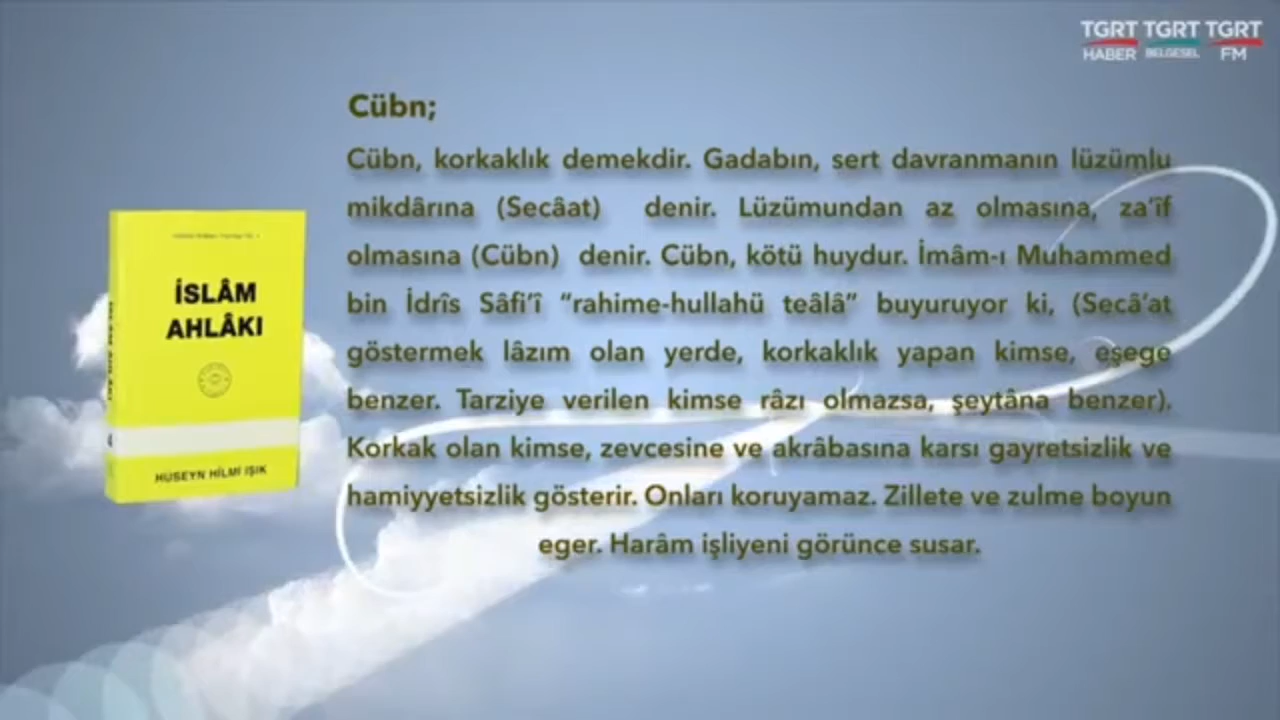 TGRT TGRT TGRT
HABER BELGESEL FM
Cübn;
Cübn, korkaklık demekdir. Gadabın, sert davranmanın lüzümlu
mikdârına (Secâat) denir. Lüzümundan az olmasına, za’îf
olmasına (Cübn) denir. Cübn, kötü huydur. İmâm-ı Muhammed
bin İdrîs Sâfi’î “rahime-hullahü teâlâ” buyuruyor ki, (Secâ’at
göstermek lâzım olan yerde, korkaklık yapan kimse, eşege
benzer. Tarziye verilen kimse râzı olmazsa, şeytâna benzer).
Korkak olan kimse, zevcesine ve akrâbasına karsı gayretsizlik ve
hamiyyetsizlik gösterir. Onları koruyamaz. Zillete ve zulme boyun
eger. Harâm işliyeni görünce susar.
İSLÂM
AHLÂKI
HÜSEYN HİLMİ IŞIK